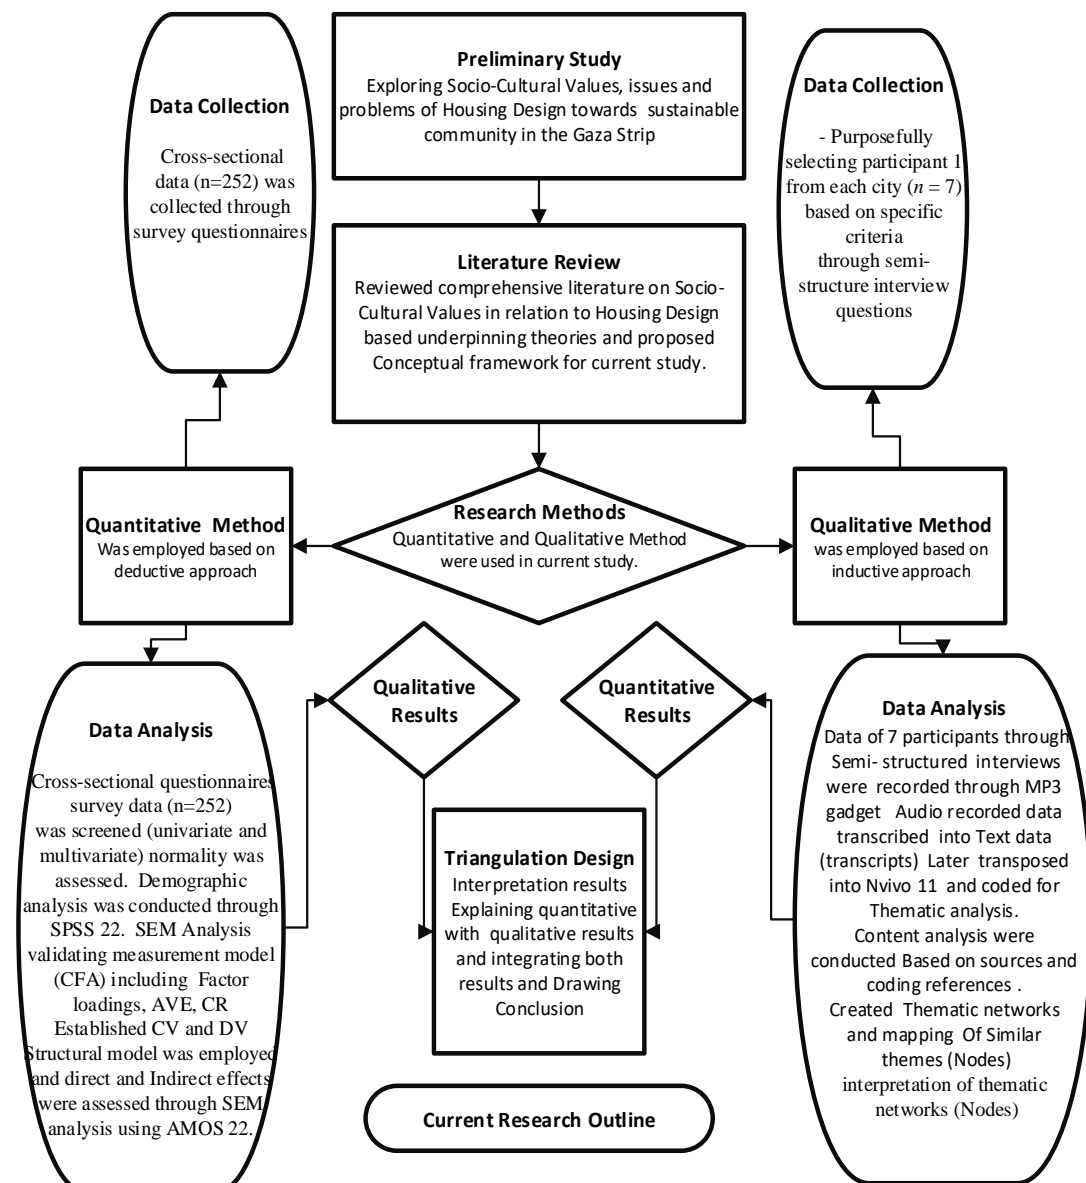 Preliminary Study
Exploring Socio-Cultural Values, issues and
problems of Housing Design towards sustainable
community in the Gaza Strip
Data Collection
Cross-sectional
data (n=252) was
collected through
survey questionnaires
Data Collection
- Purposefully
selecting participant 1
from each city (n = 7)
based on specific
criteria
through semi-
structure interview
questions
Literature Review
Reviewed comprehensive literature on Socio-
Cultural Values in relation to Housing Design
based underpinning theories and proposed
Conceptual framework for current study.
Quantitative Method
Was employed based on
deductive approach
Research Methods
Quantitative and Qualitative Method
were used in current study.
Qualitative Method
was employed based on
inductive approach
Data Analysis
Cross-sectional questionnaires
survey data (n=252)
was screened (univariate and
multivariate) normality was
assessed. Demographic
analysis was conducted through
SPSS 22. SEM Analysis
validating measurement model
(CFA) including Factor
loadings, AVE, CR
Established CV and DV
Structural model was employed
and direct and Indirect effects
were assessed through SEM
analysis using AMOS 22.
Qualitative
Results
Quantitative
Results
Triangulation Design
Interpretation results
Explaining quantitative
with qualitative results
and integrating both
results and Drawing
Conclusion
Data Analysis
Data of 7 participants through
Semi- structured interviews
were recorded through MP3
gadget Audio recorded data
transcribed into Text data
(transcripts) Later transposed
into Nvivo 11 and coded for
Thematic analysis.
Content analysis were
conducted Based on sources and
coding references .
Created Thematic networks
and mapping Of Similar
themes (Nodes)
interpretation of thematic
networks (Nodes)
Current Research Outline